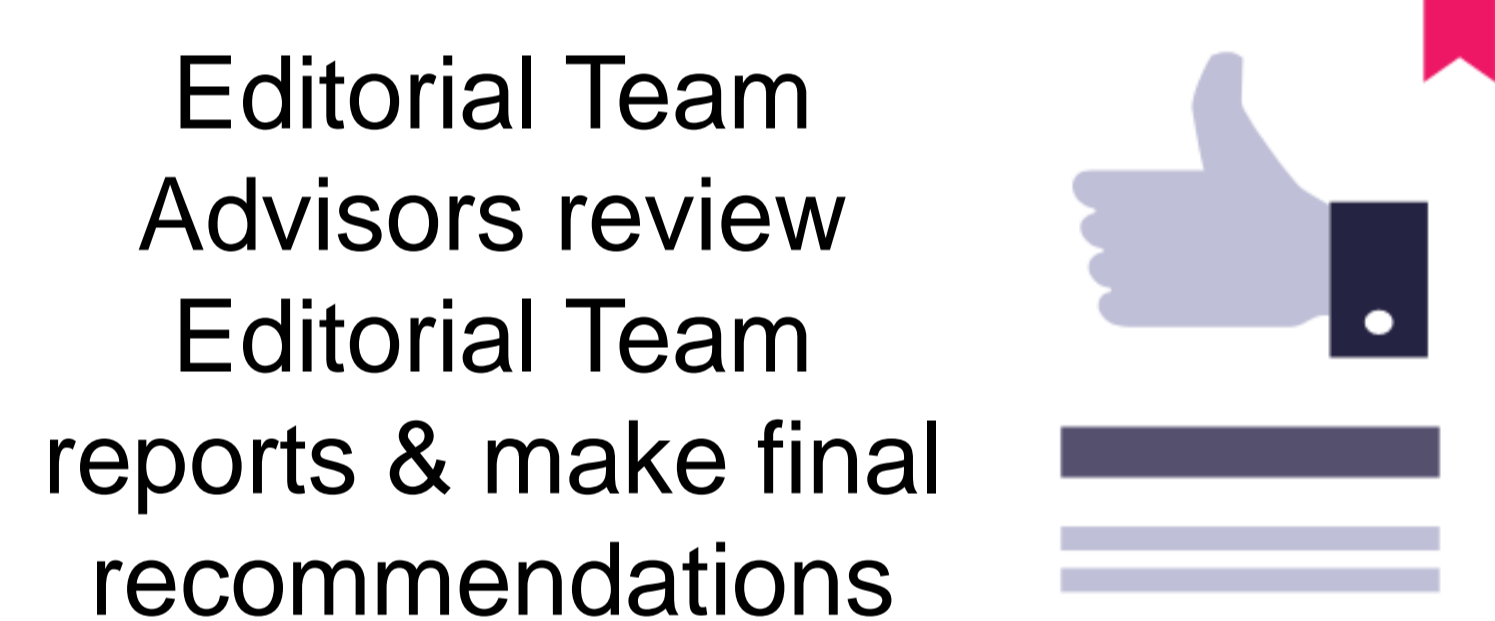 Editorial Team
Advisors review
Editorial Team
reports & make final
recommendations